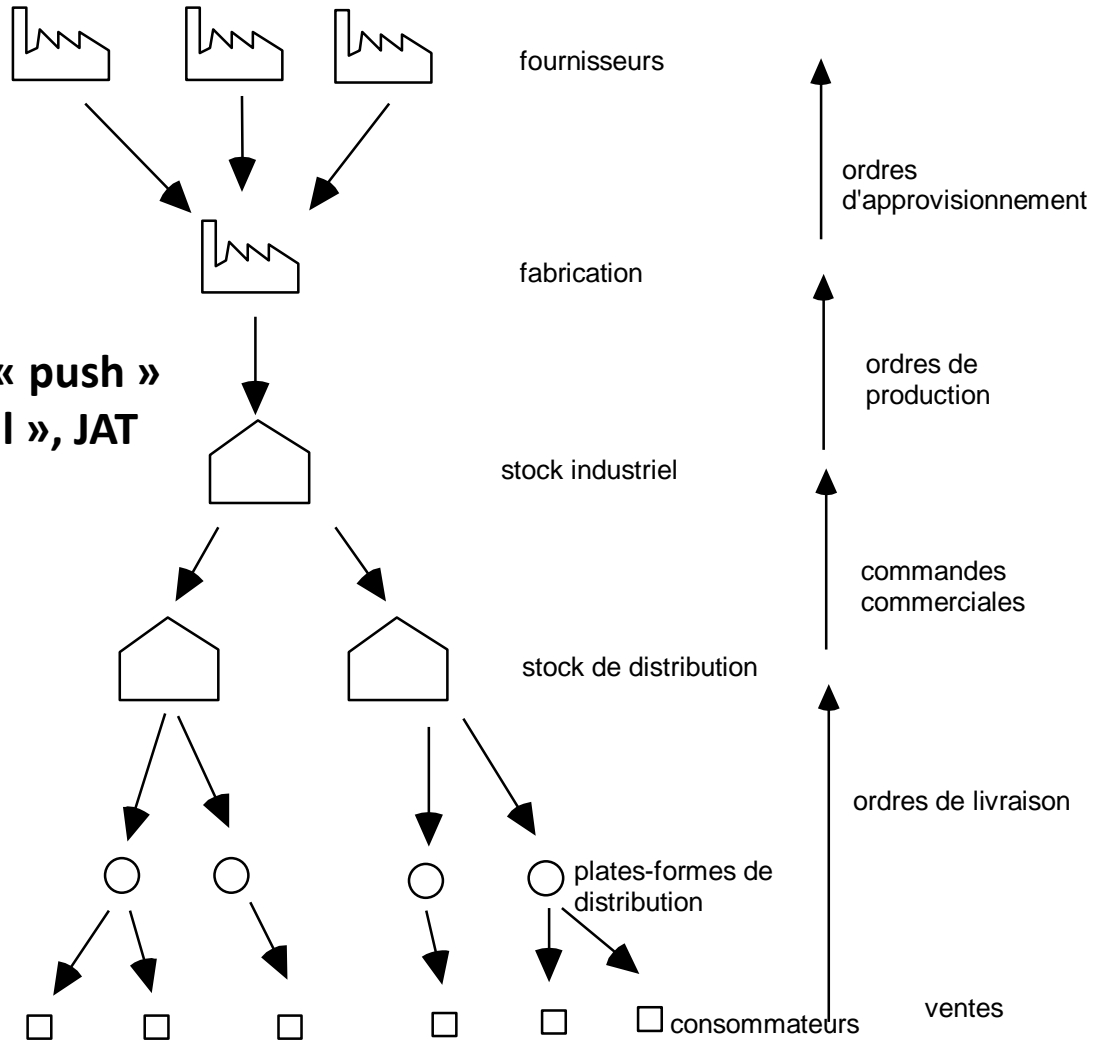 fournisseurs
ordres
d'approvisionnement
fabrication
« push »
l », JAT
ordres de
production
stock industriel
commandes
commerciales
stock de distribution
ordres de livraison
plates-formes de
distribution
consommateurs
ventes